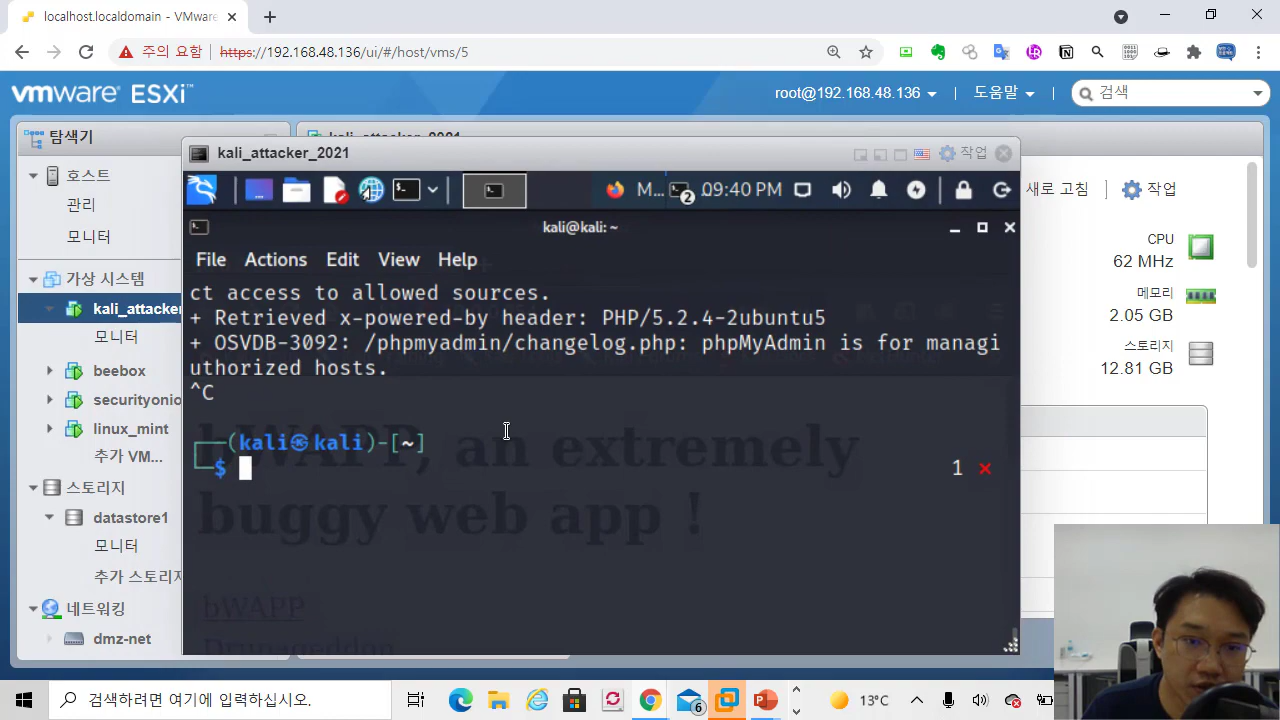 localhost.localdomain - VMware
주의 요함
https://192.168.48.136/ui/#/host/vms/5
vmware ESXi
root@192.168.48.136
도움말
검색
탐색기
kali_attacker_2021
호스트
관리
모니터
가상 시스템
kali_attacker
모니터
beebox
securityonio
linux_mint
추가 VM...
스토리지
datastore1
모니터
추가 스토리지
네트워킹
dmz-net
kali_attacker_2021
작업
M...
2
09:40 PM
새로 고침
작업
kali@kali: ~
File Actions Edit View Help
ct access to allowed sources.
+ Retrieved x-powered-by header: PHP/5.2.4-2ubuntu5
+ OSVDB-3092: /phpmyadmin/changelog.php: phpMyAdmin is for managi
uthorized hosts.
^C
(kali㉿kali)-[~]
$
1 ×
bWAPP, an extremely
buggy web app !
bWAPP
Drupageddon
CPU
62 MHz
메모리
2.05 GB
스토리지
12.81 GB
검색하려면 여기에 입력하십시오.
6
13°C